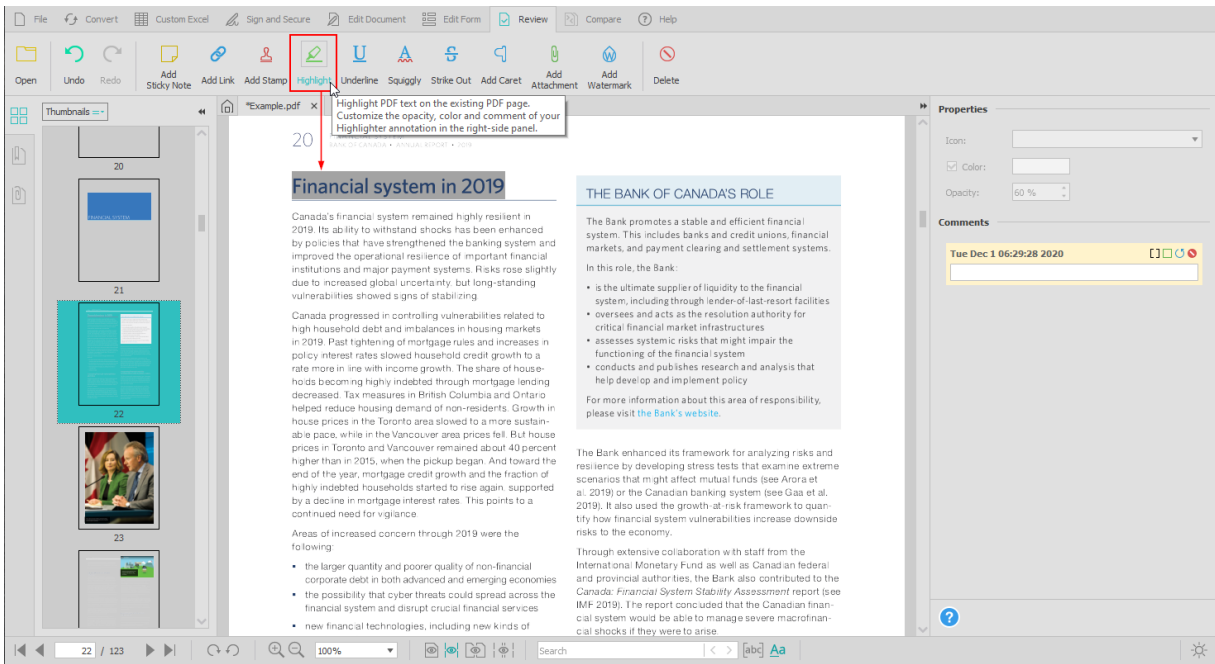 File Convert Custom Excel Sign and Secure Edit Document Edit Form Review Compare Help
Open Undo Redo Add Sticky Note Add Link Add Stamp Highlight Underline Squiggly Strike Out Add Caret Add Attachment Add Watermark Delete
Thumbnails
*Example.pdf x
Highlight PDF text on the existing PDF page.
Customize the opacity, color and comment of your
Highlighter annotation in the right-side panel.
20
21
FINANCIAL SYSTEM
22
23
20
BANK OF CANADA • ANNUAL REPORT • 2019
Financial system in 2019
Canada's financial system remained highly resilient in
2019. Its ability to withstand shocks has been enhanced
by policies that have strengthened the banking system and
improved the operational resilience of important financial
institutions and major payment systems. Risks rose slightly
due to increased global uncertainty, but long-standing
vulnerabilities showed signs of stabilizing.
Canada progressed in controlling vulnerabilities related to
high household debt and imbalances in housing markets
in 2019. Past tightening of mortgage rules and increases in
policy interest rates slowed household credit growth to a
rate more in line with income growth. The share of house-
holds becoming highly indebted through mortgage lending
decreased. Tax measures in British Columbia and Ontario
helped reduce housing demand of non-residents. Growth in
house prices in the Toronto area slowed to a more sustain-
able pace, while in the Vancouver area prices fell. But house
prices in Toronto and Vancouver remained about 40 percent
higher than in 2015, when the pickup began. And toward the
end of the year, mortgage credit growth and the fraction of
highly indebted households started to rise again, supported
by a decline in mortgage interest rates. This points to a
continued need for vigilance.
Areas of increased concern through 2019 were the
following:
• the larger quantity and poorer quality of non-financial
corporate debt in both advanced and emerging economies
• the possibility that cyber threats could spread across the
financial system and disrupt crucial financial services
• new financial technologies, including new kinds of
THE BANK OF CANADA'S ROLE
The Bank promotes a stable and efficient financial
system. This includes banks and credit unions, financial
markets, and payment clearing and settlement systems.
In this role, the Bank:
• is the ultimate supplier of liquidity to the financial
system, including through lender-of-last-resort facilities
• oversees and acts as the resolution authority for
critical financial market infrastructures
• assesses systemic risks that might impair the
functioning of the financial system
• conducts and publishes research and analysis that
help develop and implement policy
For more information about this area of responsibility,
please visit the Bank's website.
The Bank enhanced its framework for analyzing risks and
resilience by developing stress tests that examine extreme
scenarios that might affect mutual funds (see Arora et
al. 2019) or the Canadian banking system (see Gaa et al.
2019). It also used the growth-at-risk framework to quan-
tify how financial system vulnerabilities increase downside
risks to the economy.
Through extensive collaboration with staff from the
International Monetary Fund as well as Canadian federal
and provincial authorities, the Bank also contributed to the
Canada: Financial System Stability Assessment report (see
IMF 2019). The report concluded that the Canadian finan-
cial system would be able to manage severe macrofinan-
cial shocks if they were to arise.
Properties
Icon:
Color:
Opacity: 60 %
Comments
Tue Dec 1 06:29:28 2020
22 / 123 100% Search [abc] Aa